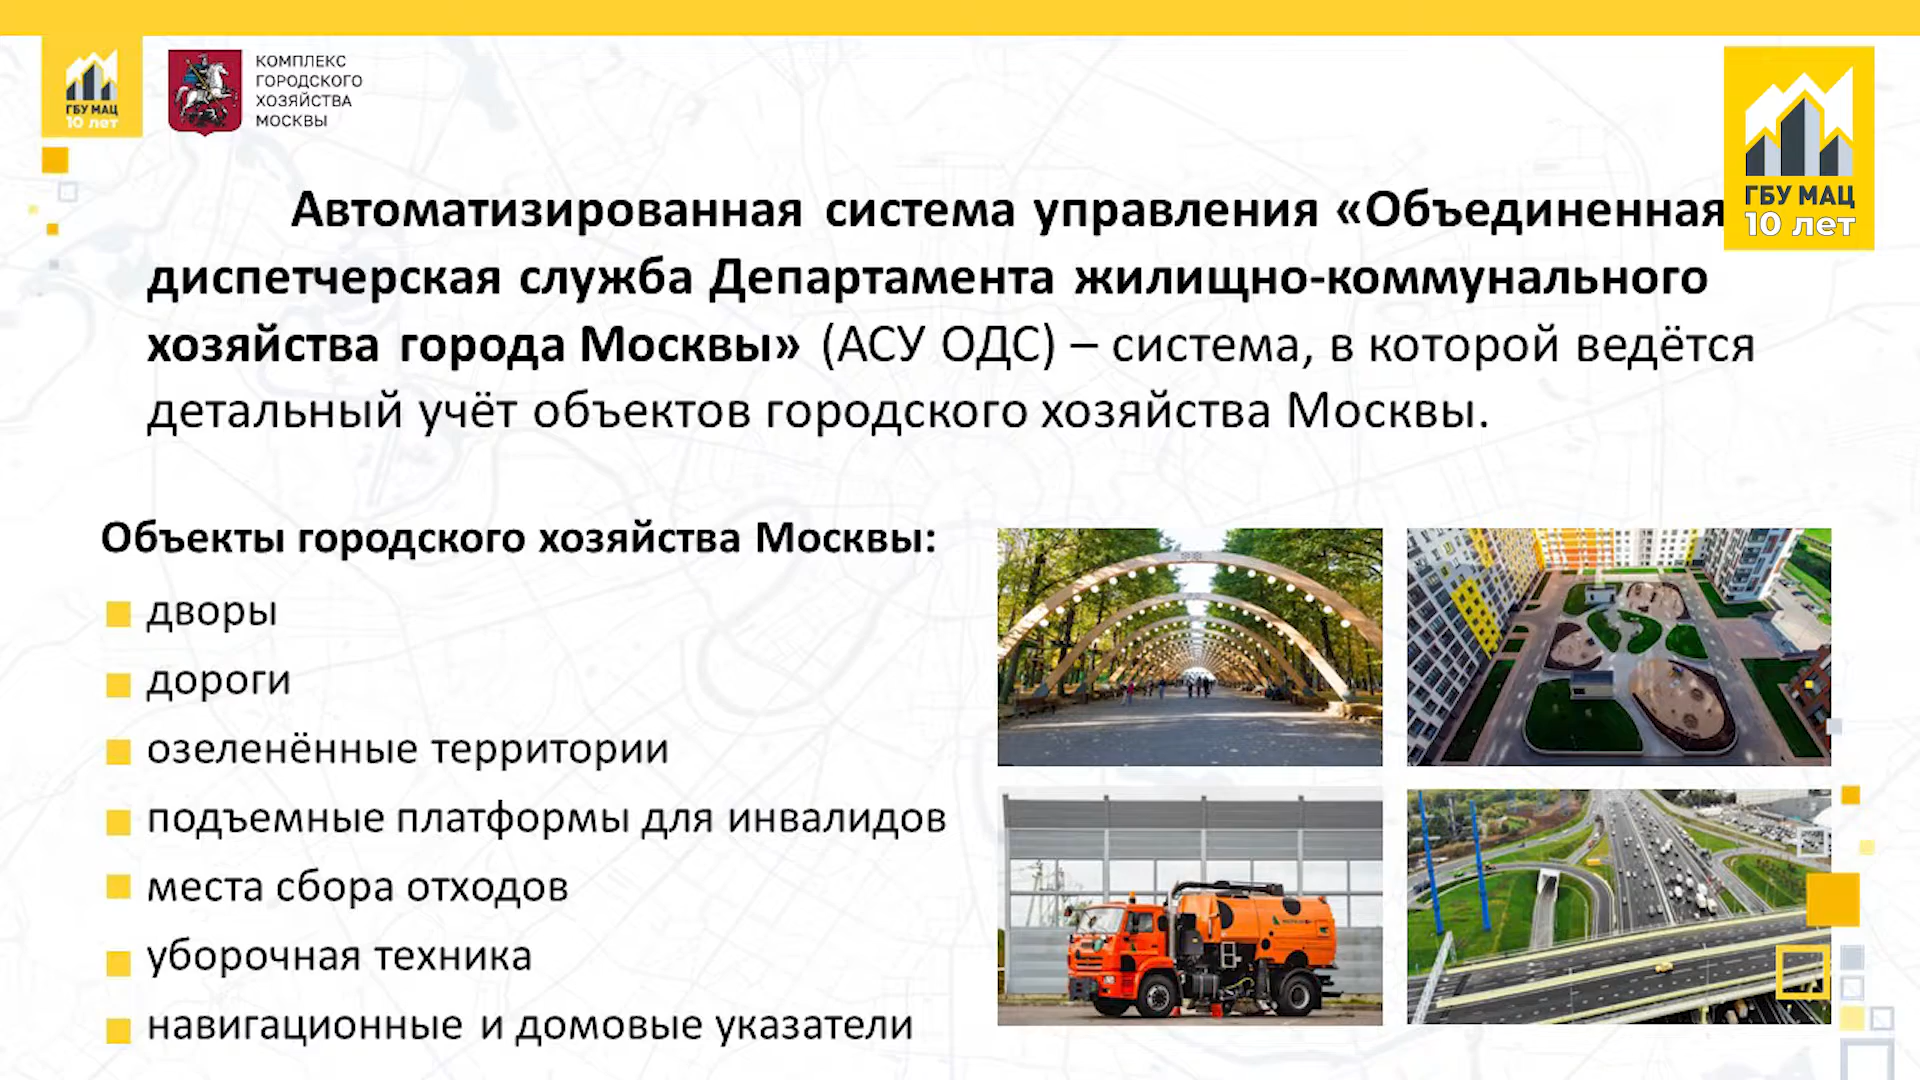 ГБУ МАЦ
10 лет
КОМПЛЕКС
ГОРОДСКОГО
ХОЗЯЙСТВА
МОСКВЫ
ГБУ МАЦ
10 лет
Автоматизированная система управления «Объединенная
диспетчерская служба Департамента жилищно-коммунального
хозяйства города Москвы» (АСУ ОДС) – система, в которой ведётся
детальный учёт объектов городского хозяйства Москвы.
Объекты городского хозяйства Москвы:
дворы
дороги
озеленённые территории
подъемные платформы для инвалидов
места сбора отходов
уборочная техника
навигационные и домовые указатели